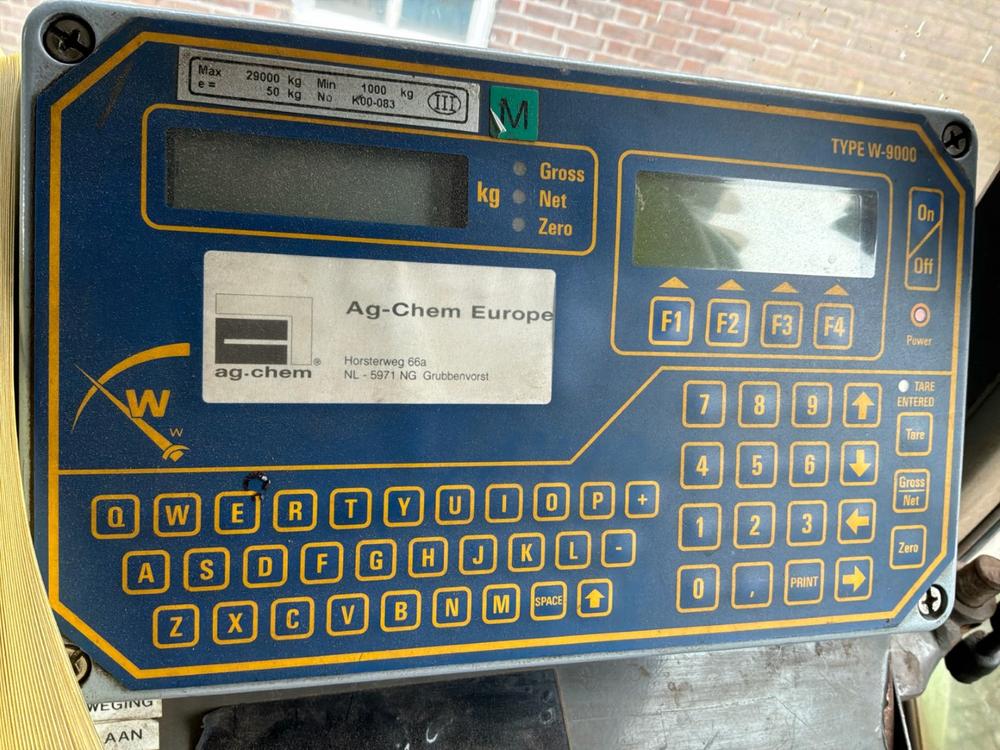 Max 29000 kg Min 1000 kg
e = 50 kg No K00-083 III
M
TYPE W-9000
kg
Gross
Net
Zero
On
Off
Power
F1 F2 F3 F4
Ag-Chem Europe
ag.chem ®
Horsterweg 66a
NL - 5971 NG Grubbenvorst
W
W
TARE
ENTERED
7 8 9
Tare
4 5 6
Gross
Net
Q W E R T Y U I O P +
1 2 3
Zero
A S D F G H J K L -
0 , PRINT
Z X C V B N M SPACE
WEGING
AAN